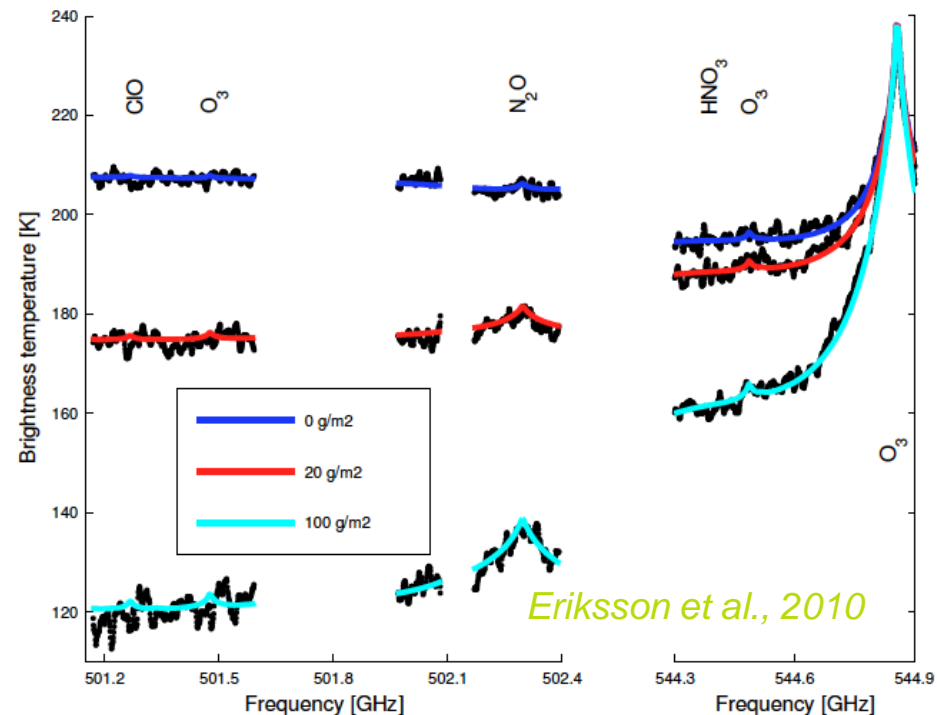 240
220
200
180
160
140
120
Brightness temperature [K]
ClO
O3
N2O
HNO3
O3
O3
0 g/m2
20 g/m2
100 g/m2
Eriksson et al., 2010
501.2
501.5
501.8
502.1
502.4
544.3
544.6
544.9
Frequency [GHz]
Frequency [GHz]